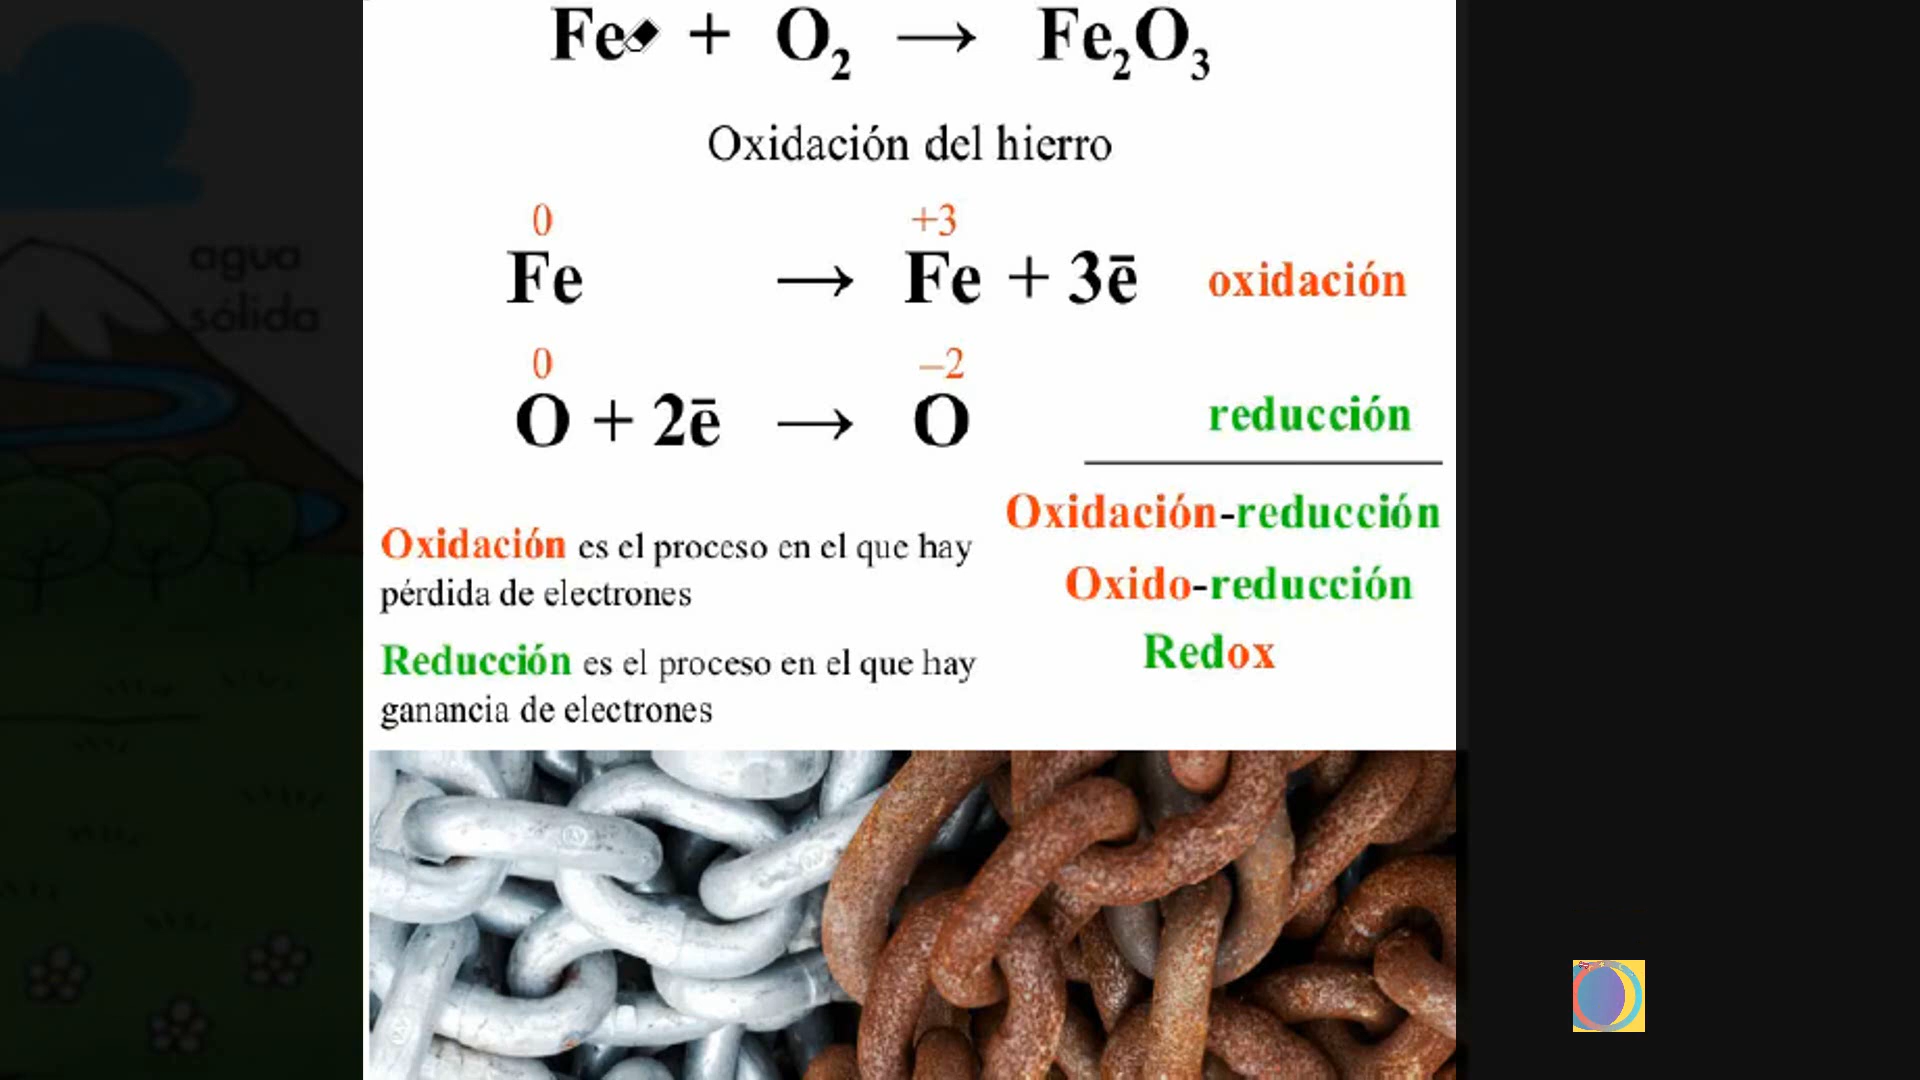 Fe + O₂ → Fe₂O₃
Oxidación del hierro
0 +3
Fe → Fe + 3ē oxidación
0 –2
O + 2ē → O reducción
Oxidación-reducción
Oxido-reducción
Redox
Oxidación es el proceso en el que hay
pérdida de electrones
Reducción es el proceso en el que hay
ganancia de electrones
agua
sólida